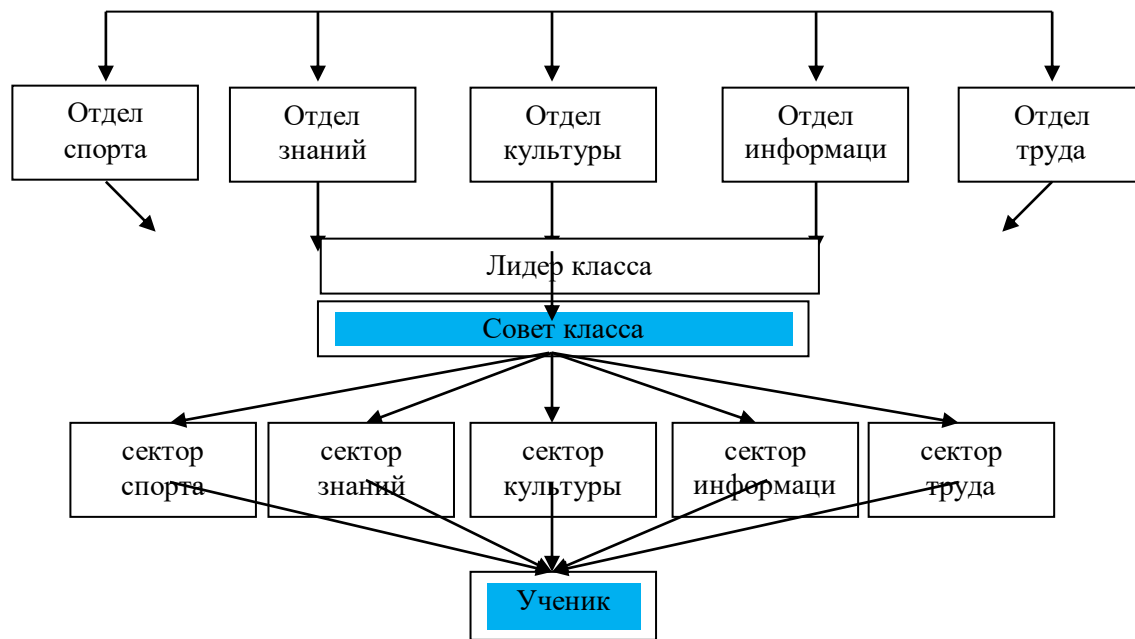 Отдел
спорта
Отдел
знаний
Отдел
культуры
Отдел
информаци
Отдел
труда
Лидер класса
Совет класса
сектор
спорта
сектор
знаний
сектор
культуры
сектор
информаци
сектор
труда
Ученик